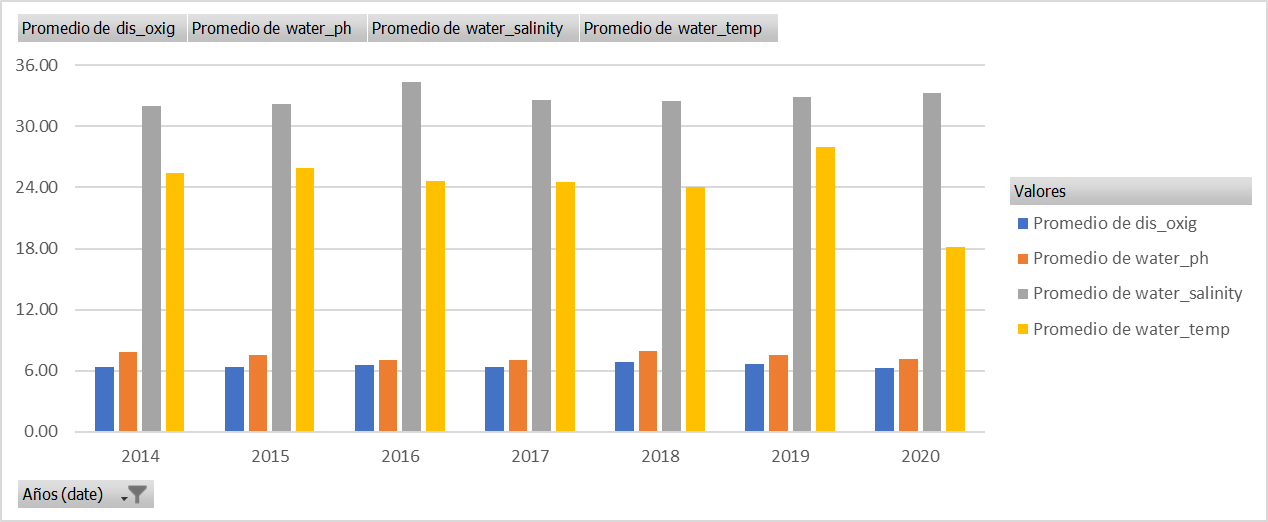 Promedio de dis_oxig Promedio de water_ph Promedio de water_salinity Promedio de water_temp
36.00
30.00
24.00
18.00
12.00
6.00
0.00
2014 2015 2016 2017 2018 2019 2020
Valores
Promedio de dis_oxig
Promedio de water_ph
Promedio de water_salinity
Promedio de water_temp
Años (date)